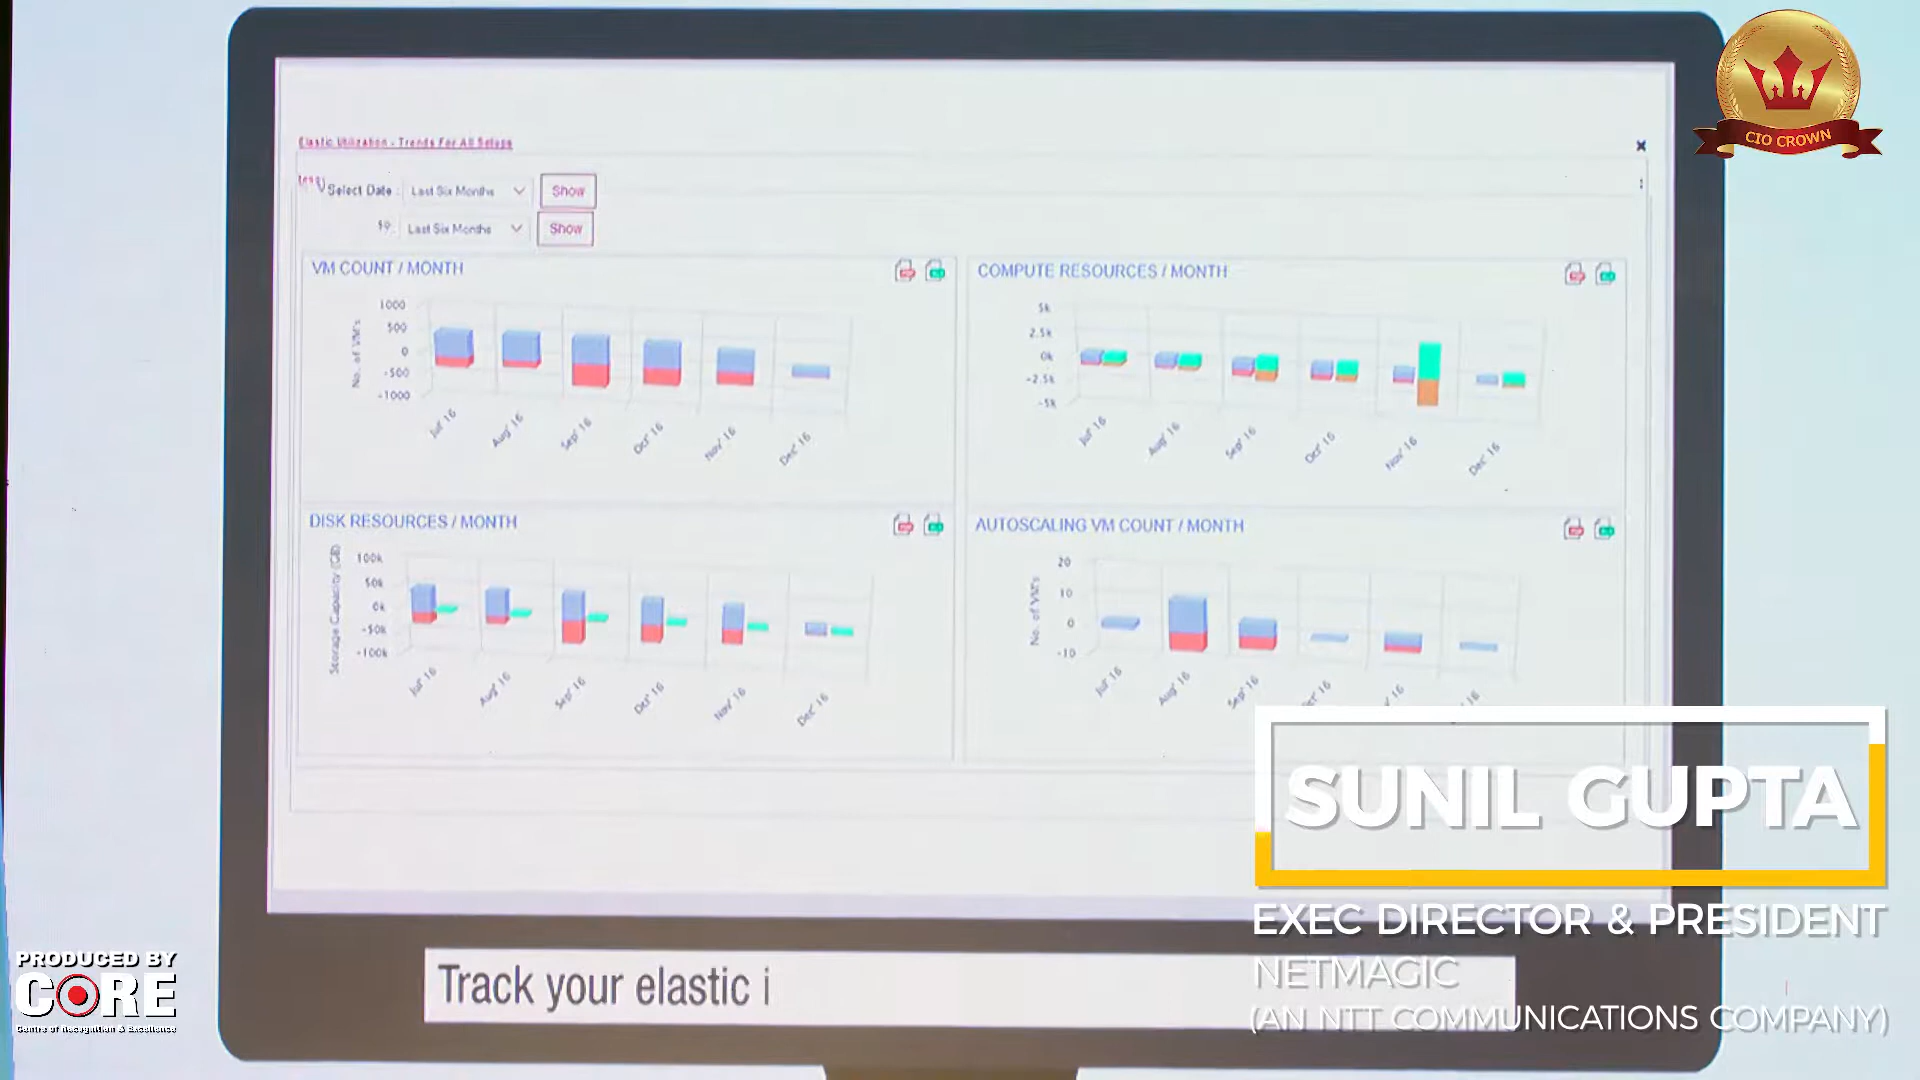 CIO CROWN
Elastic Utilization - Trends For All Setups
Select Date Last Six Months Show
Last Six Months Show
VM COUNT / MONTH
1000
500
0
-500
-1000
No. of VM's
Jul' 16 Aug' 16 Sep' 16 Oct' 16 Nov' 16 Dec' 16
COMPUTE RESOURCES / MONTH
5k
2.5k
0k
-2.5k
-5k
Jul' 16 Aug' 16 Sep' 16 Oct' 16 Nov' 16 Dec' 16
DISK RESOURCES / MONTH
100k
50k
0k
-50k
-100k
Storage Capacity (GB)
Jul' 16 Aug' 16 Sep' 16 Oct' 16 Nov' 16 Dec' 16
AUTOSCALING VM COUNT / MONTH
20
10
0
-10
No. of VM's
Jul' 16 Aug' 16 Sep' 16
SUNIL GUPTA
EXEC DIRECTOR & PRESIDENT
NETMAGIC
(AN NTT COMMUNICATIONS COMPANY)
Track your elastic i
PRODUCED BY
CORE
Centre of Recognition & Excellence